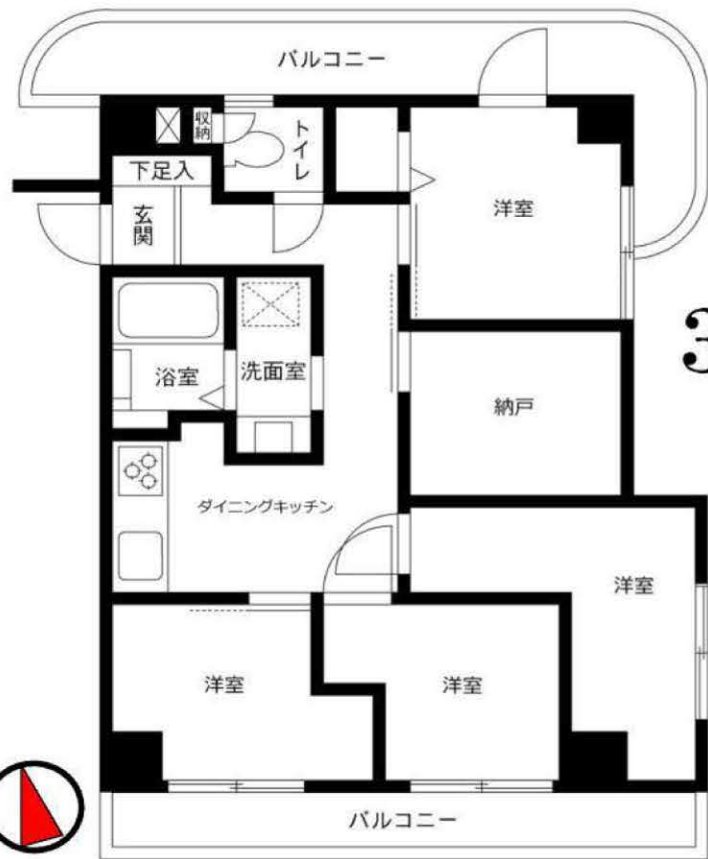 バルコニー
収納
トイレ
下足入
玄関
洋室
3
浴室
洗面室
納戸
ダイニングキッチン
洋室
洋室
洋室
バルコニー